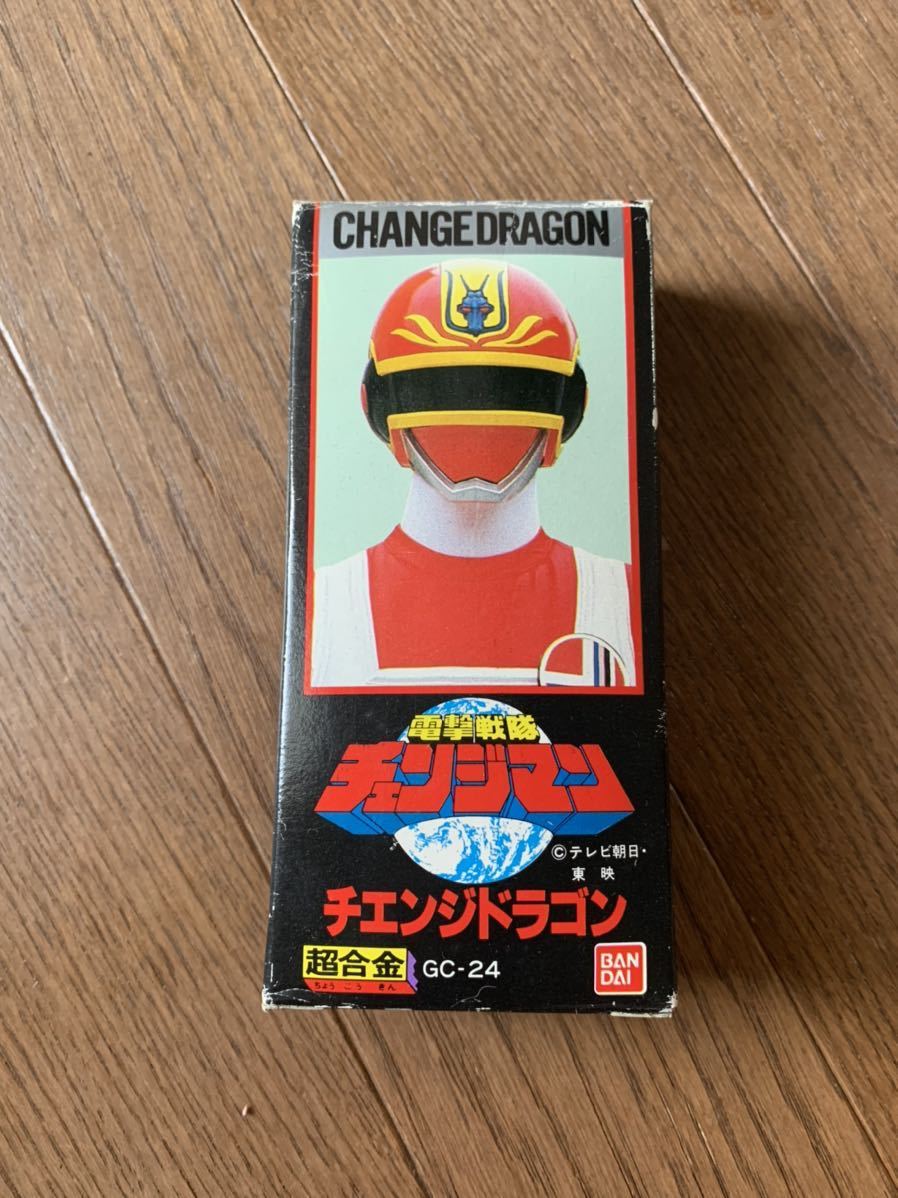 CHANGEDRAGON
電撃戦隊
チェンジマン
©テレビ朝日・
東映
チエンジドラゴン
超合金
ちょう ごう きん
GC-24
BAN
DAI